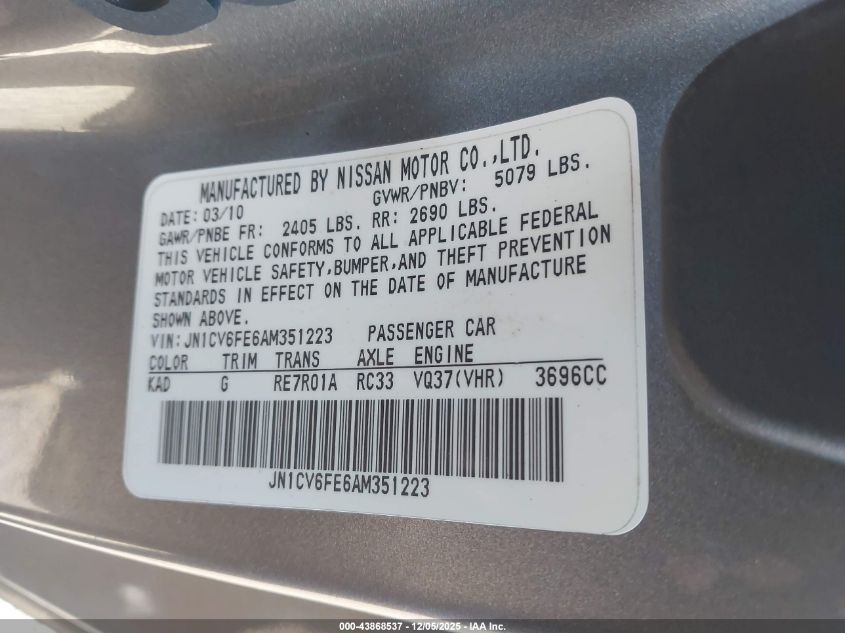 MANUFACTURED BY NISSAN MOTOR CO.,LTD.
DATE: 03/10 GVWR/PNBV: 5079 LBS.
GAWR/PNBE FR: 2405 LBS. RR: 2690 LBS.
THIS VEHICLE CONFORMS TO ALL APPLICABLE FEDERAL
MOTOR VEHICLE SAFETY,BUMPER,AND THEFT PREVENTION
STANDARDS IN EFFECT ON THE DATE OF MANUFACTURE
SHOWN ABOVE.
VIN:JN1CV6FE6AM351223 PASSENGER CAR
COLOR TRIM TRANS AXLE ENGINE
KAD G RE7R01A RC33 VQ37(VHR) 3696CC
JN1CV6FE6AM351223
000-43868537 - 12/05/2025 - IAA Inc.